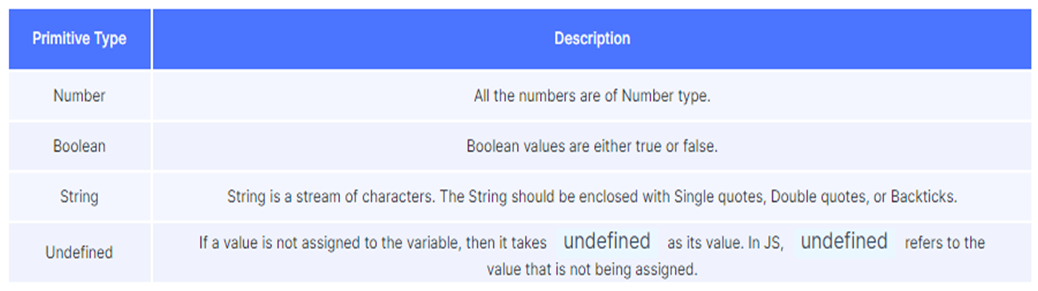 Primitive Type Description
Number All the numbers are of Number type.
Boolean Boolean values are either true or false.
String String is a stream of characters. The String should be enclosed with Single quotes, Double quotes, or Backticks.
Undefined If a value is not assigned to the variable, then it takes undefined as its value. In JS, undefined refers to the
value that is not being assigned.